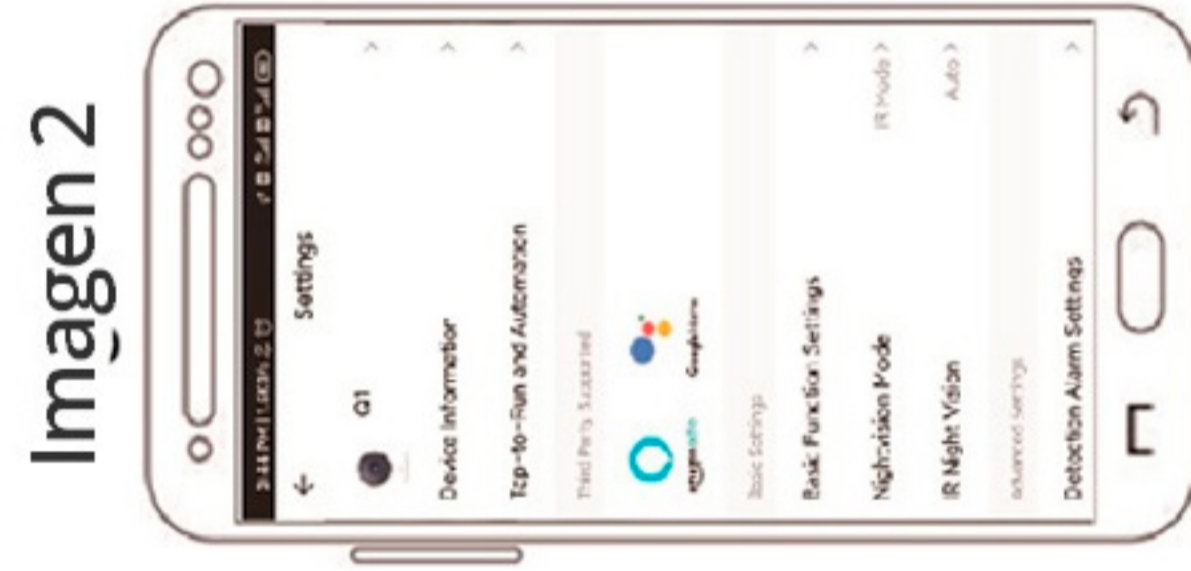 Imagen 2
Settings
Q1
Device Information
Tap-to-Run and Automation
Third Party Supported
amazon alexa
Google Home
Basic Settings
Basic Function Settings
Nightvision Mode
IR Mode
IR Night Vision
Auto
Advanced Settings
Detection Alarm Settings